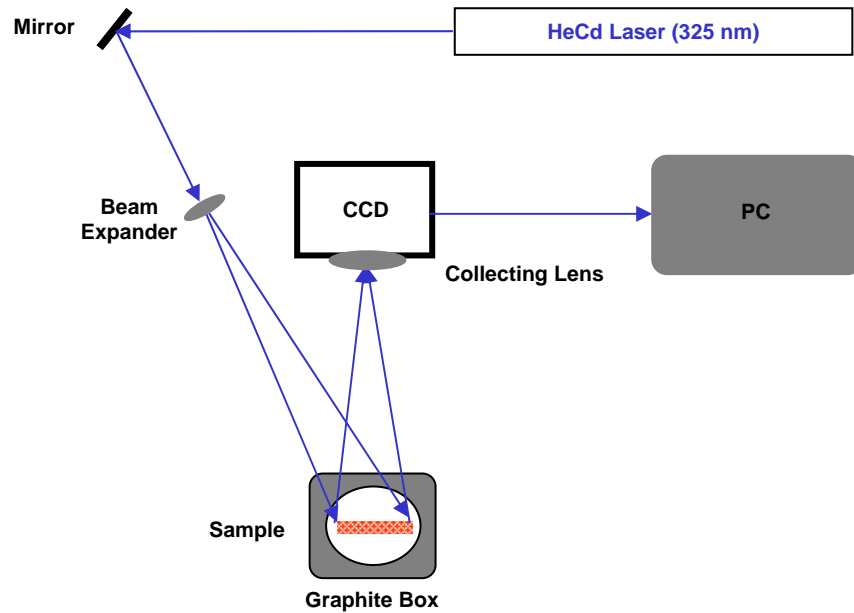 Mirror
HeCd Laser (325 nm)
Beam
Expander
CCD
PC
Collecting Lens
Sample
Graphite Box